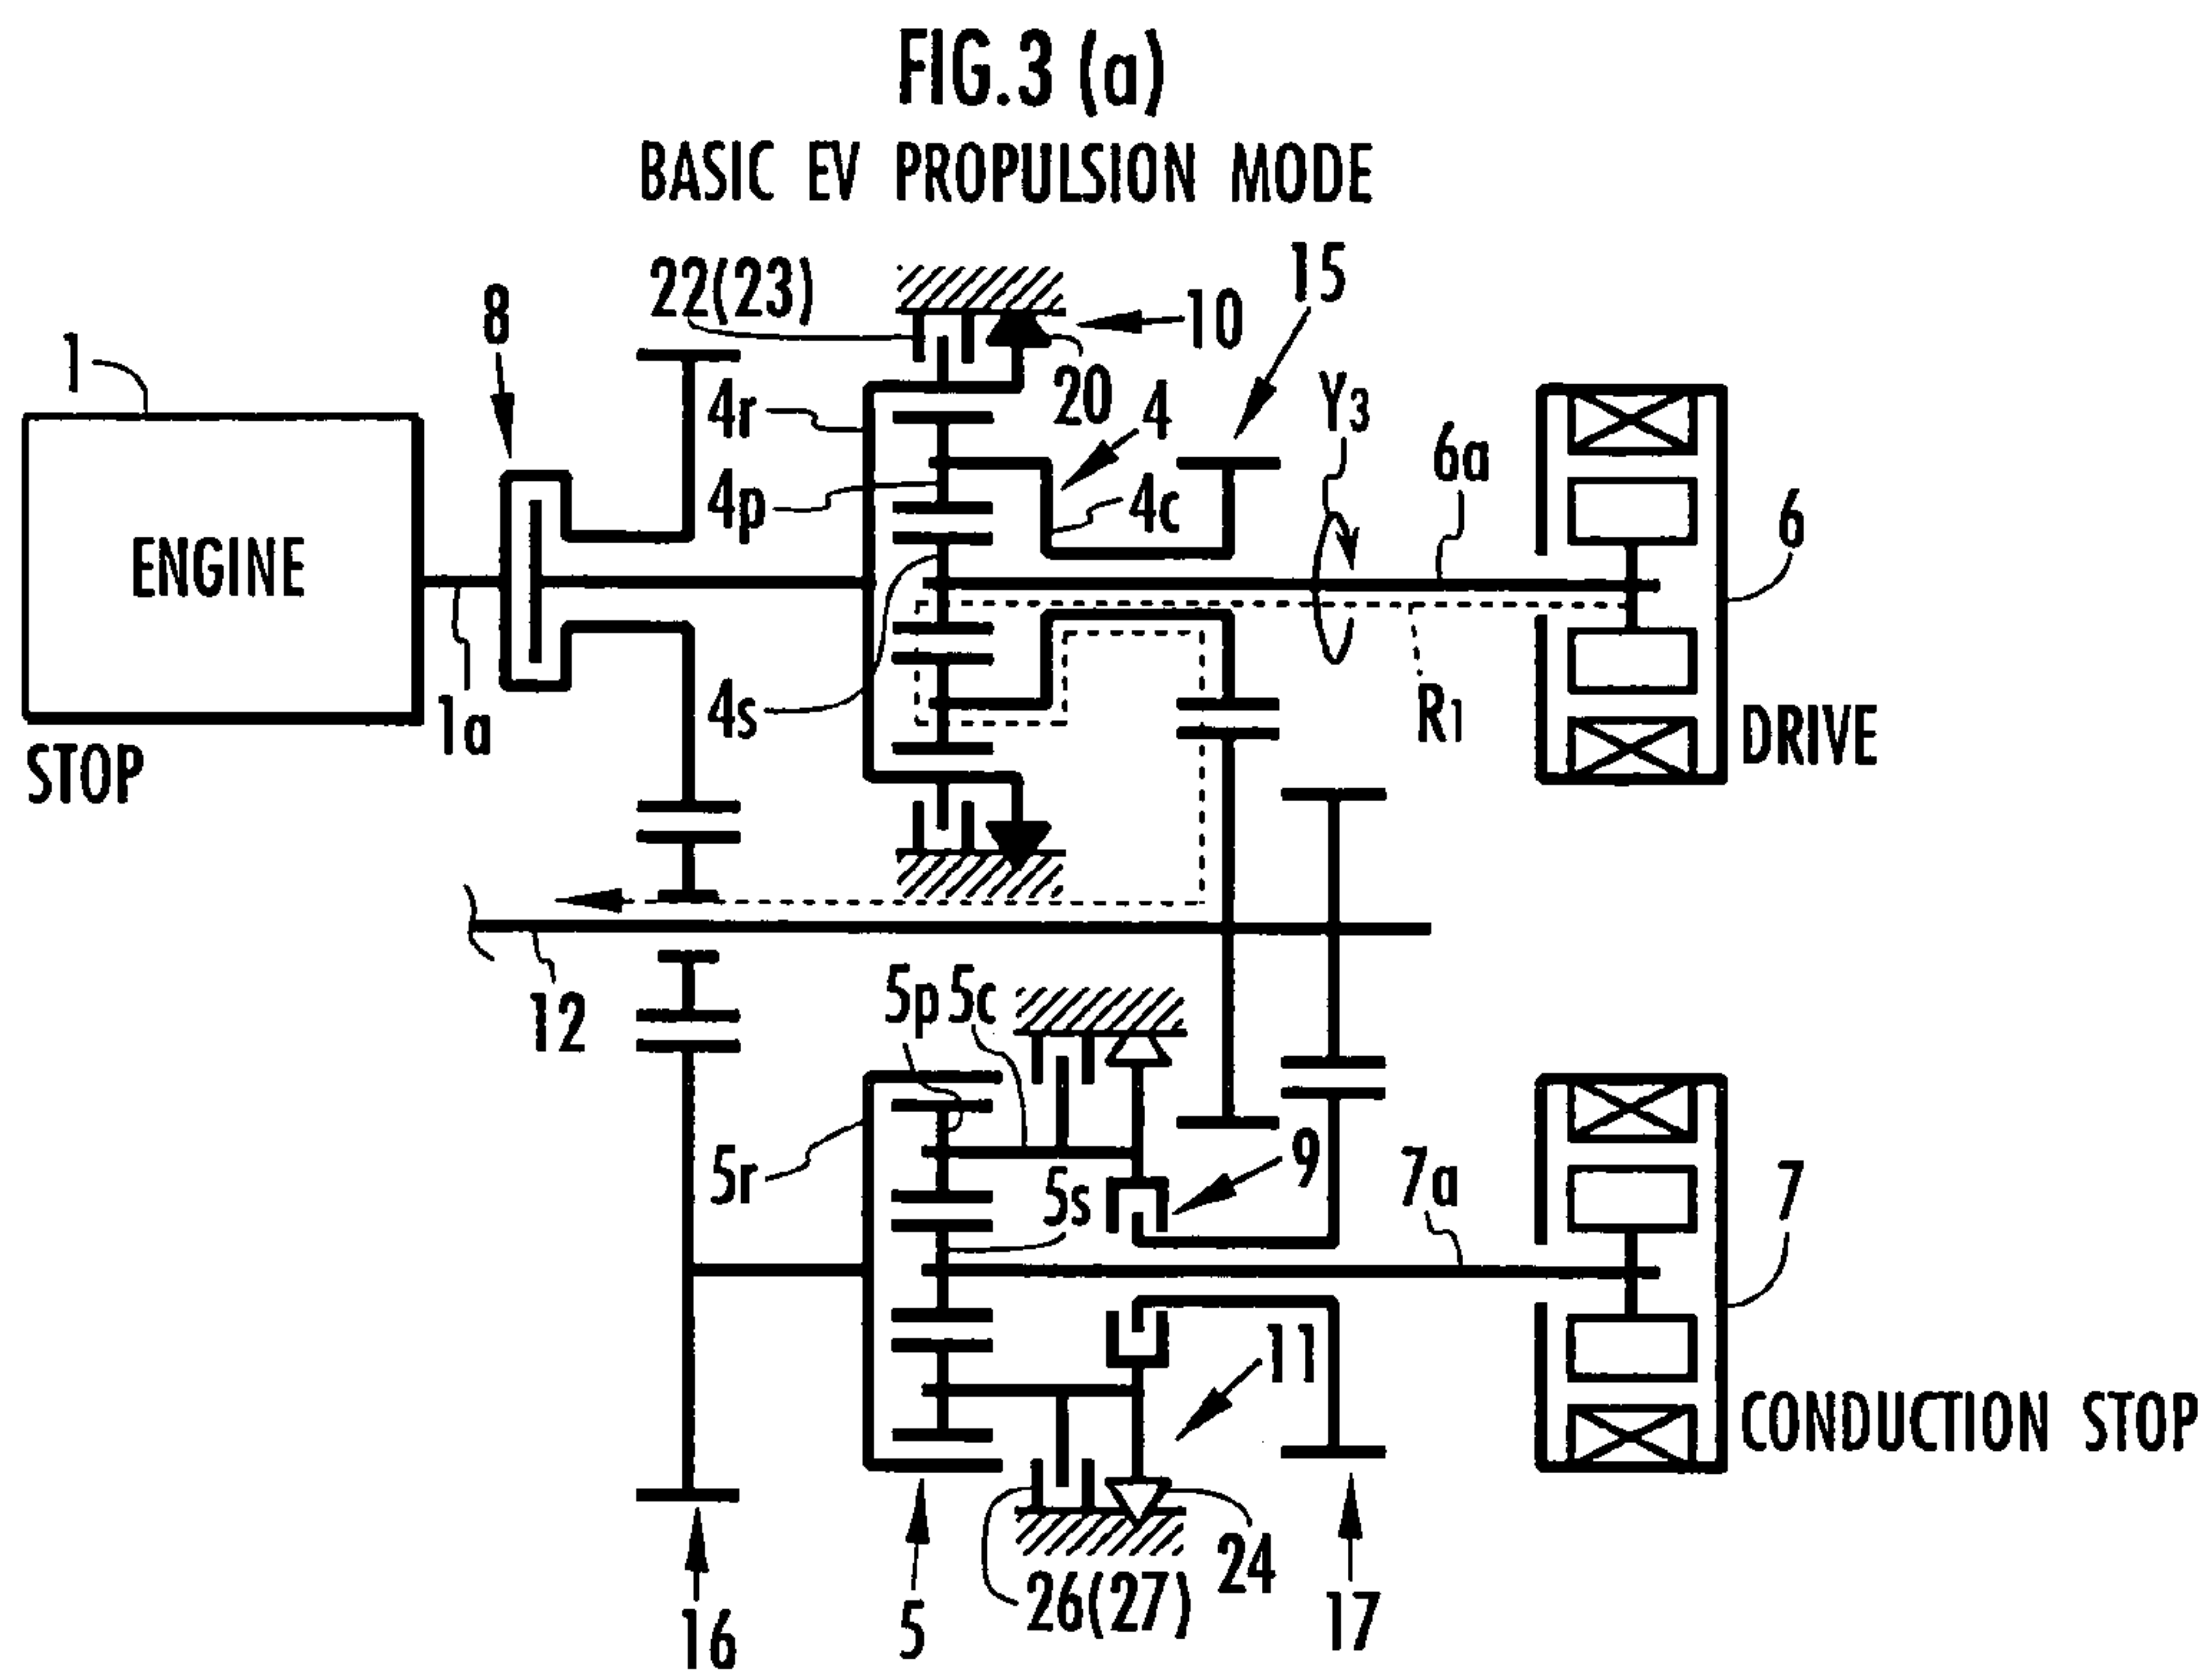 FIG.3 (a)
BASIC EV PROPULSION MODE
22(23)
15
8
10
1
20
4r
4
Y3
6a
4p
4c
6
ENGINE
1a
4s
R1
STOP
DRIVE
12
5p
5c
5r
5s
9
7a
7
11
CONDUCTION STOP
24
26(27)
16
5
17